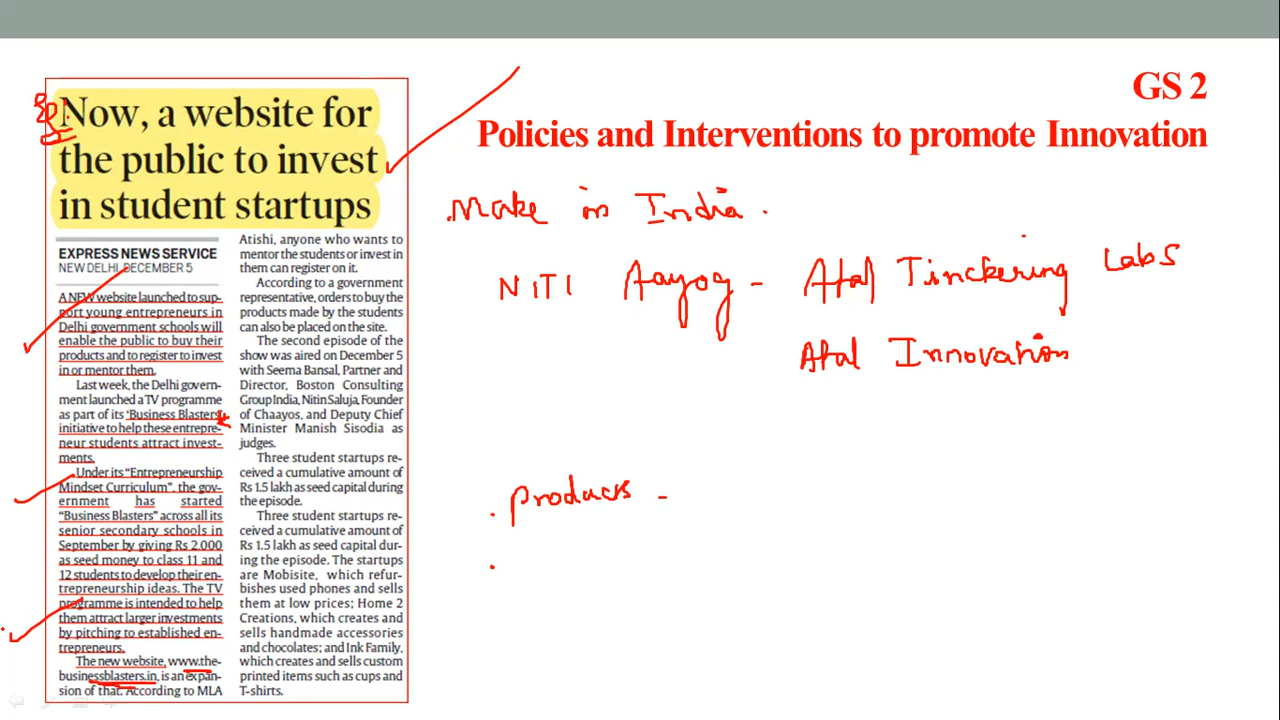 Now, a website for
the public to invest
in student startups
EXPRESS NEWS SERVICE
NEW DELHI, DECEMBER 5
A NEW website launched to sup-
port young entrepreneurs in
Delhi government schools will
enable the public to buy their
products and to register to invest
in or mentor them.
Last week, the Delhi govern-
ment launched a TV programme
as part of its 'Business Blasters'
initiative to help these entrepre-
neur students attract invest-
ments.
Under its "Entrepreneurship
Mindset Curriculum", the gov-
ernment has started
"Business Blasters" across all its
senior secondary schools in
September by giving Rs 2,000
as seed money to class 11 and
12 students to develop their en-
trepreneurship ideas. The TV
programme is intended to help
them attract larger investments
by pitching to established en-
trepreneurs.
The new website, www.the-
businessblasters.in, is an expan-
sion of that. According to MLA
Atishi, anyone who wants to
mentor the students or invest in
them can register on it.
According to a government
representative, orders to buy the
products made by the students
can also be placed on the site.
The second episode of the
show was aired on December 5
with Seema Bansal, Partner and
Director, Boston Consulting
Group India, Nitin Saluja, Founder
of Chaayos, and Deputy Chief
Minister Manish Sisodia as
judges.
Three student startups re-
ceived a cumulative amount of
Rs 1.5 lakh as seed capital during
the episode.
Three student startups re-
ceived a cumulative amount of
Rs 1.5 lakh as seed capital dur-
ing the episode. The startups
are Mobisite, which refur-
bishes used phones and sells
them at low prices; Home 2
Creations, which creates and
sells handmade accessories
and chocolates; and Ink Family,
which creates and sells custom
printed items such as cups and
T-shirts.
GS 2
Policies and Interventions to promote Innovation
Make in India.
NITI Aayog - Atal Tinckering Labs
Atal Innovation
. Products -
.